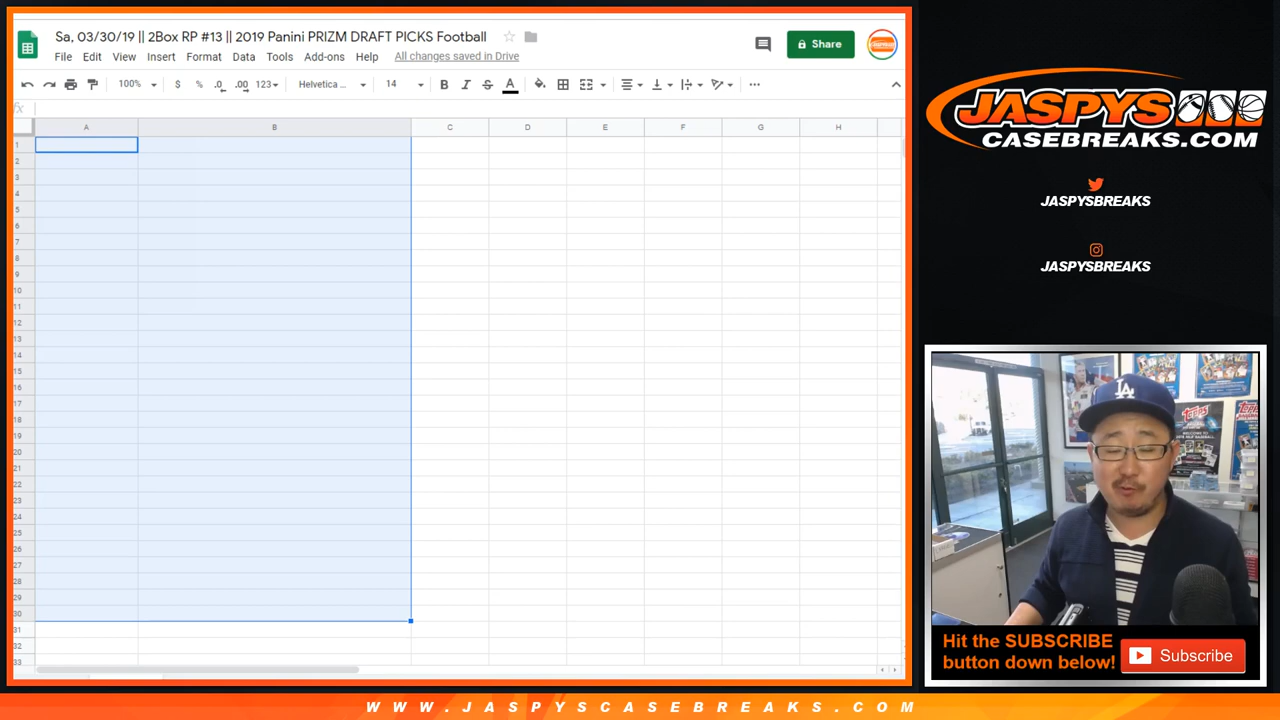 Sa, 03/30/19 || 2Box RP #13 || 2019 Panini PRIZM DRAFT PICKS Football
File Edit View Insert Format Data Tools Add-ons Help All changes saved in Drive
Share
100% $ % .0 .00 123 Helvetica ... 14 B I S A
fx
A B C D E F G H
1
2
3
4
5
6
7
8
9
10
11
12
13
14
15
16
17
18
19
20
21
22
23
24
25
26
27
28
29
30
31
32
33
JASPYS
CASEBREAKS.COM
JASPYSBREAKS
JASPYSBREAKS
LA
Topps
Hit the SUBSCRIBE
button down below!
Subscribe
WWW.JASPYSCASEBREAKS.COM